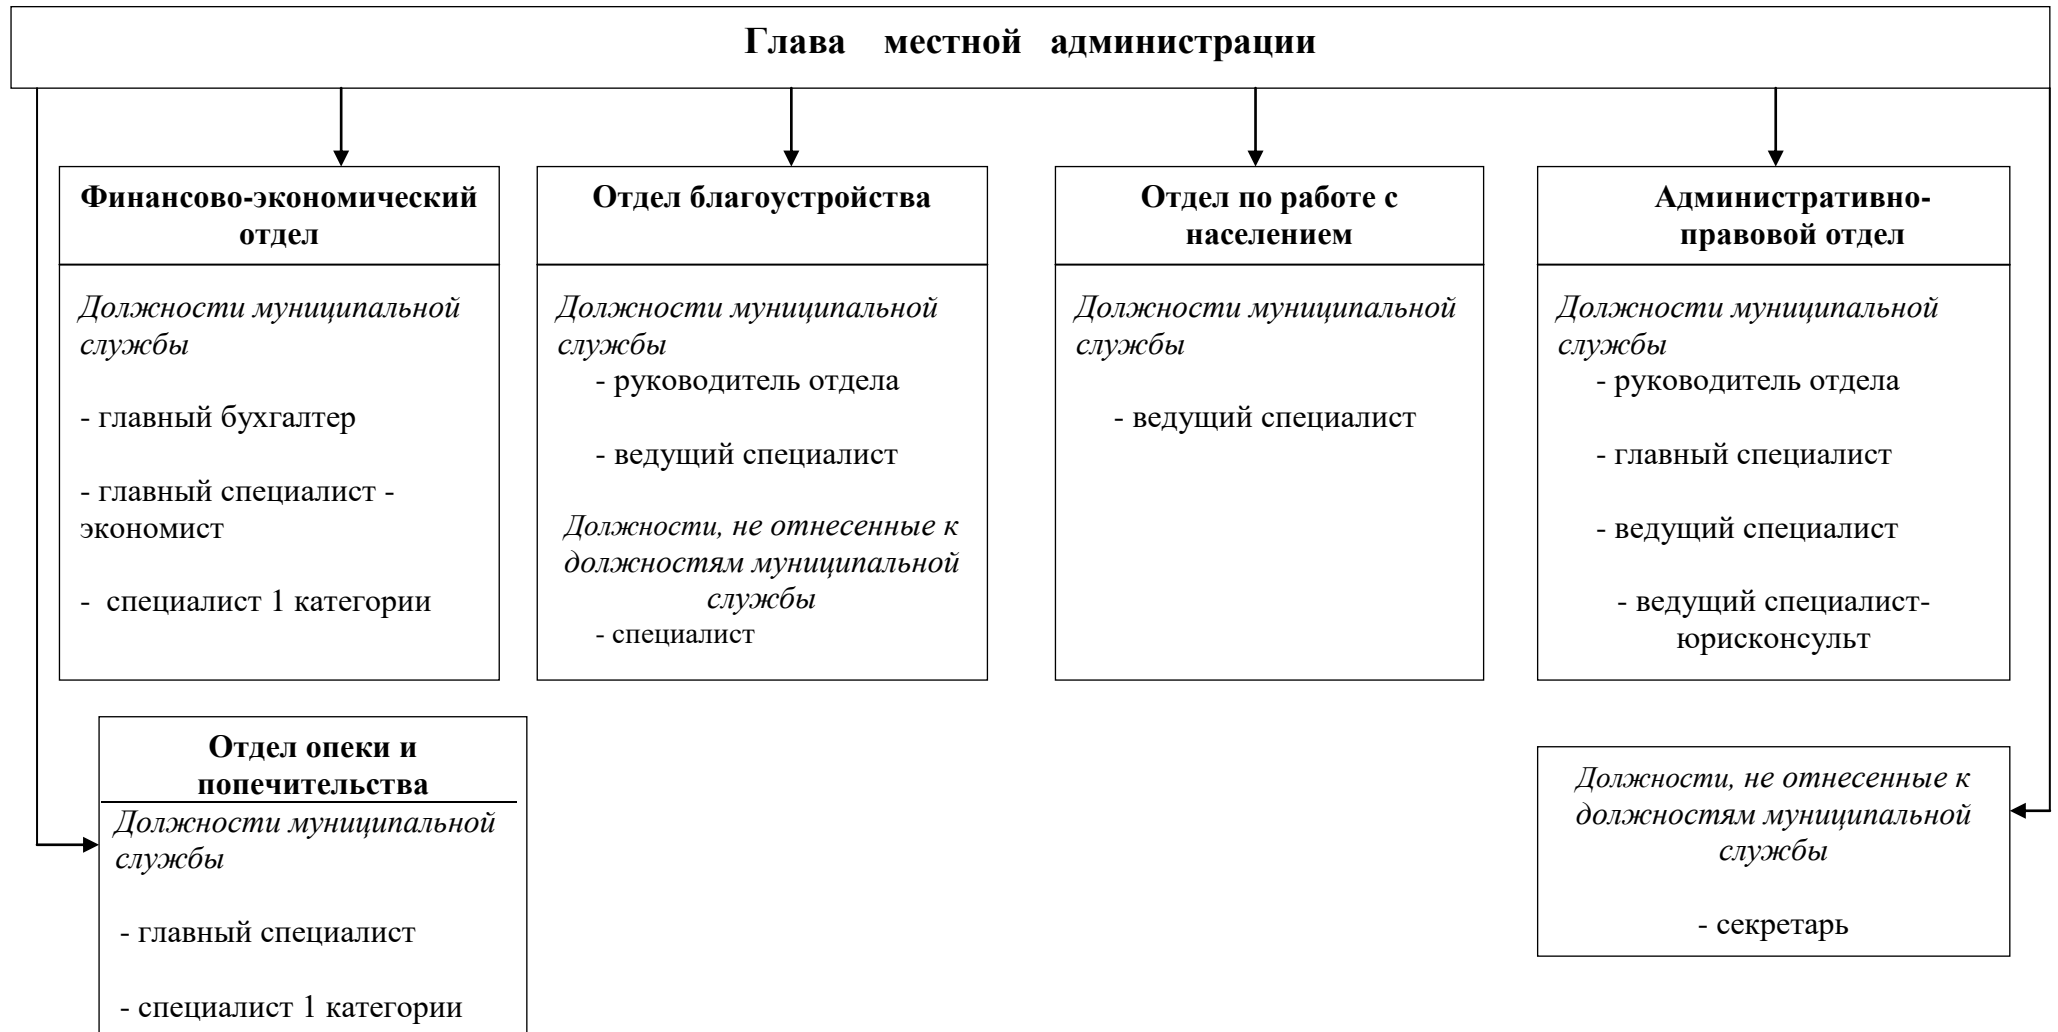 Глава местной администрации
Финансово-экономический
отдел
Должности муниципальной
службы
- главный бухгалтер
- главный специалист -
экономист
- специалист 1 категории
Отдел благоустройства
Должности муниципальной
службы
- руководитель отдела
- ведущий специалист
Должности, не отнесенные к
должностям муниципальной
службы
- специалист
Отдел по работе с
населением
Должности муниципальной
службы
- ведущий специалист
Административно-
правовой отдел
Должности муниципальной
службы
- руководитель отдела
- главный специалист
- ведущий специалист
- ведущий специалист-
юрисконсульт
Отдел опеки и
попечительства
Должности муниципальной
службы
- главный специалист
- специалист 1 категории
Должности, не отнесенные к
должностям муниципальной
службы
- секретарь